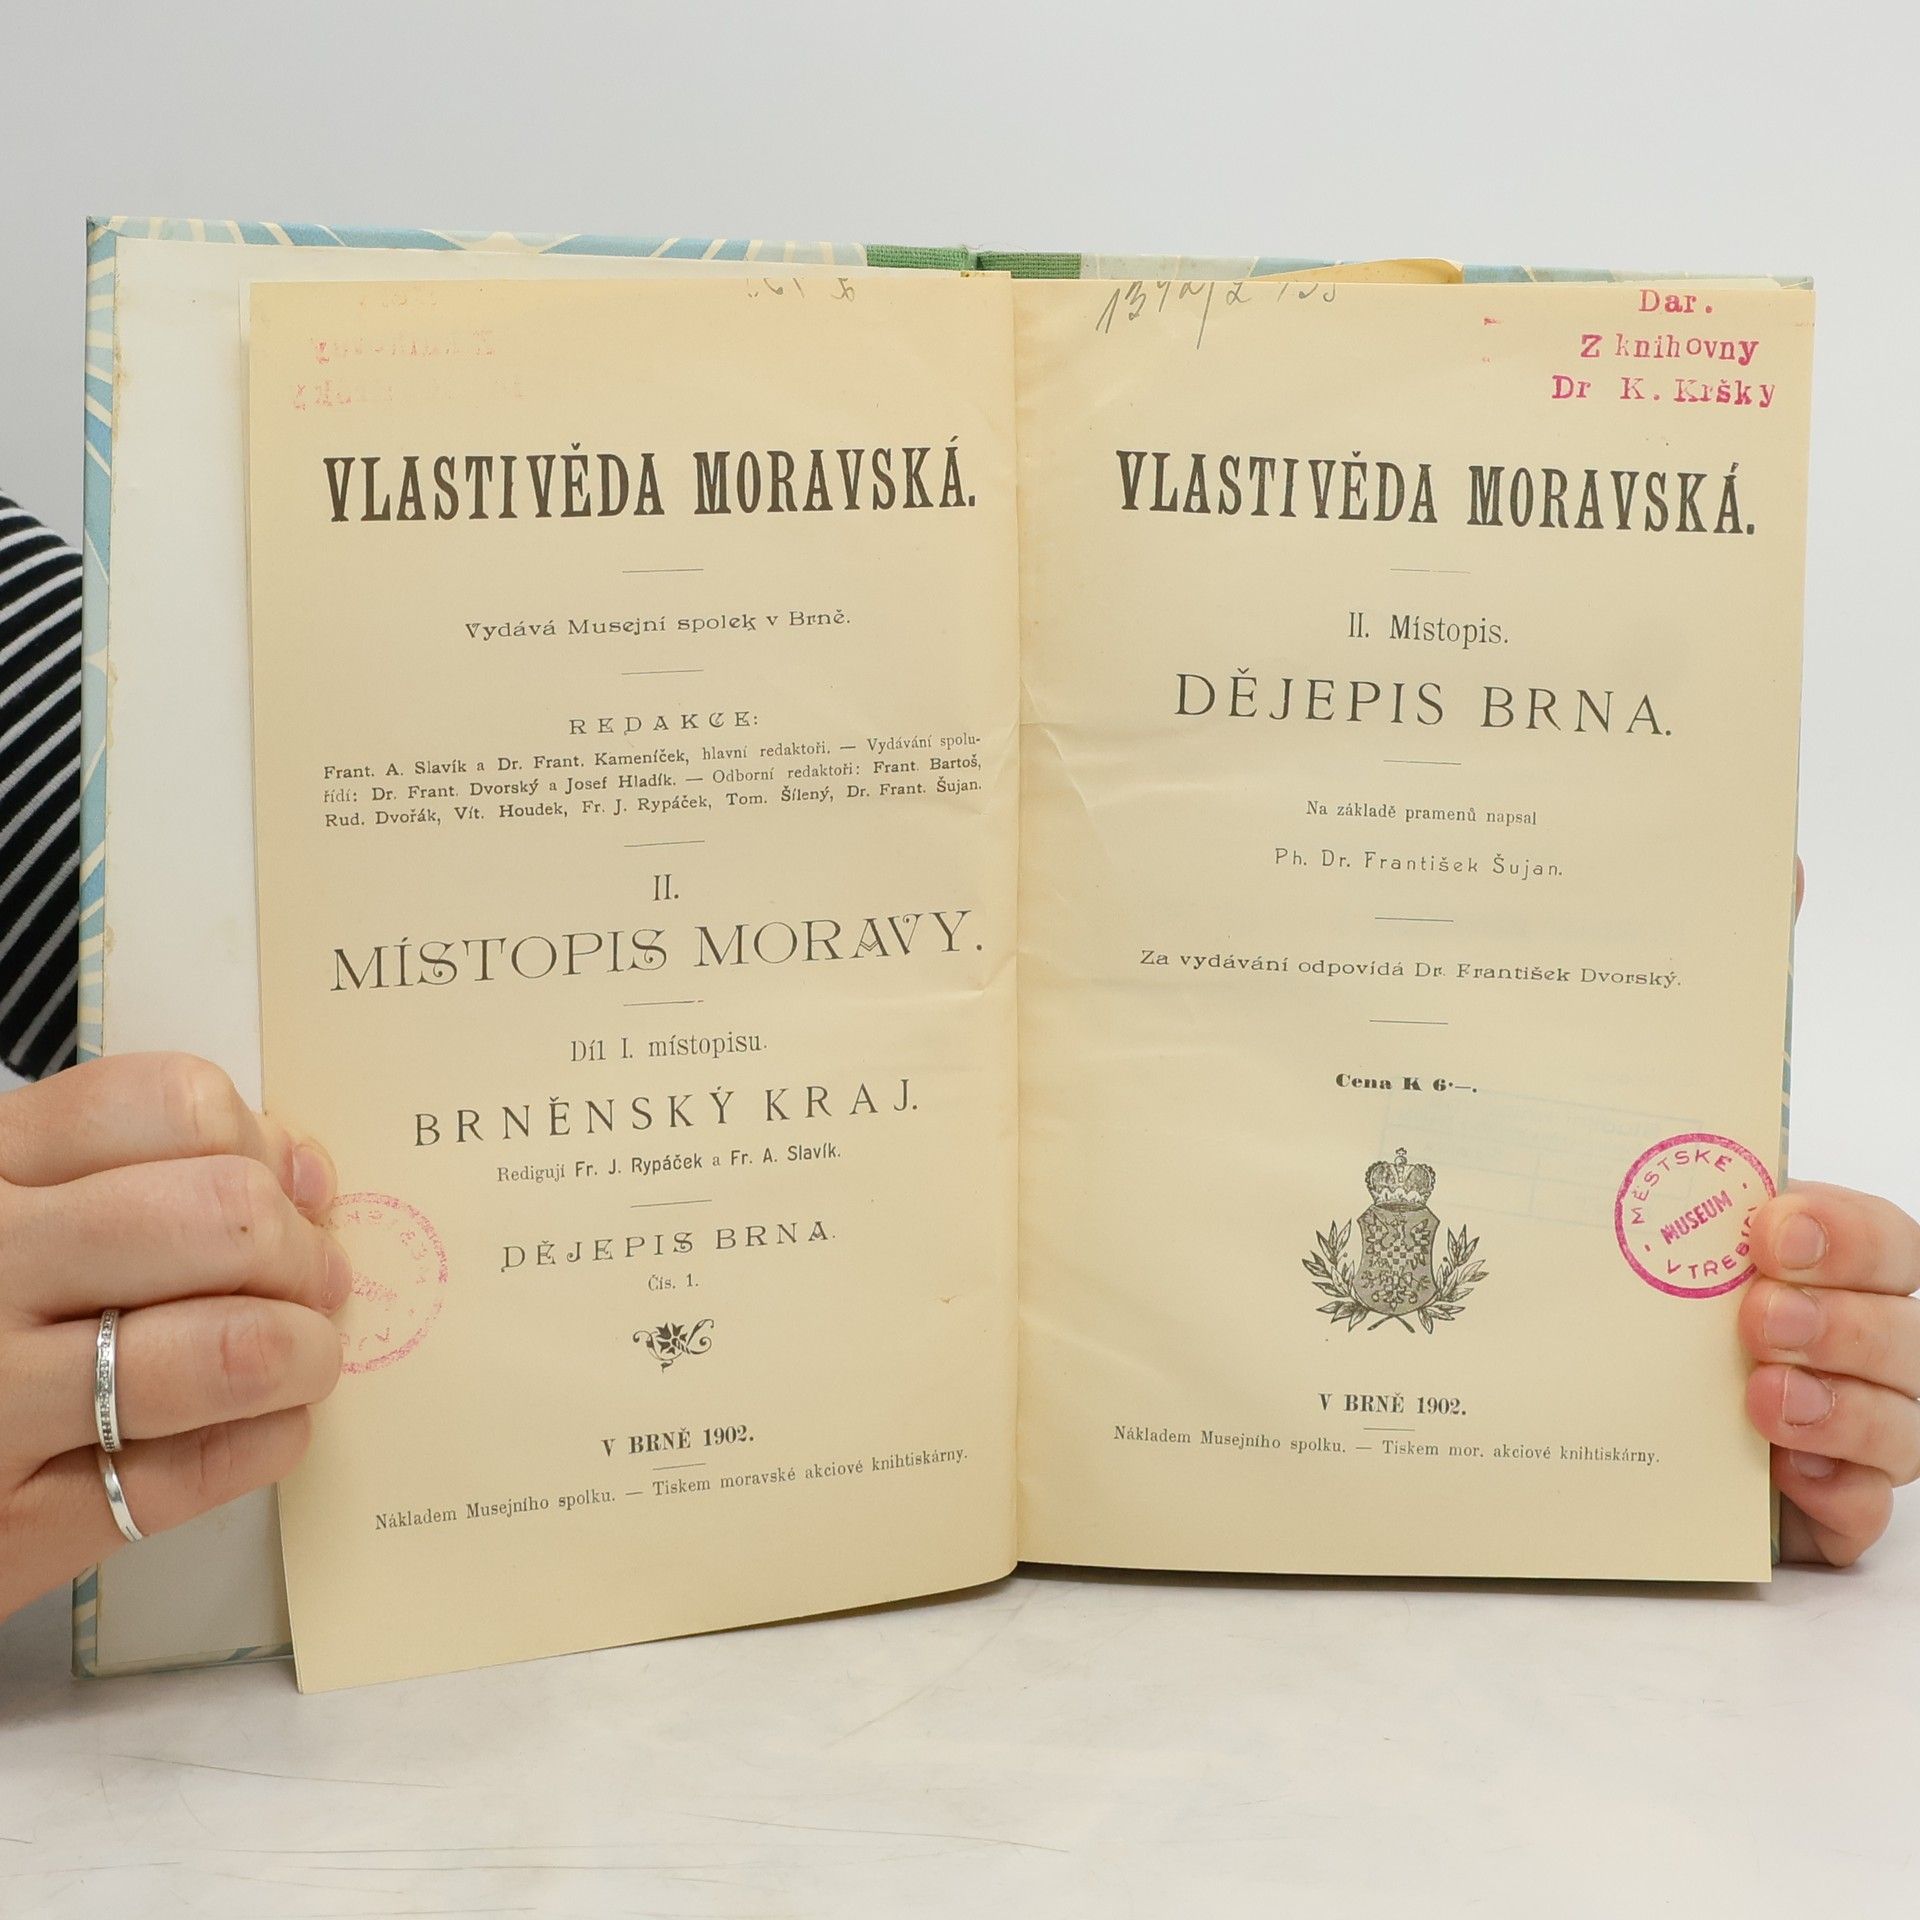 VLASTIVĚDA MORAVSKÁ.
Vydává Musejní spolek v Brně.
REDAKCE:
Frant. A. Slavík a Dr. Frant. Kameníček, hlavní redaktoři. — Vydávání spolu-
řídí: Dr. Frant. Dvorský a Josef Hladík. — Odborní redaktoři: Frant. Bartoš,
Rud. Dvořák, Vít. Houdek, Fr. J. Rypáček, Tom. Šílený, Dr. Frant. Šujan.
II.
MÍSTOPIS MORAVY.
Díl I. místopisu.
BRNĚNSKÝ KRAJ.
Redigují Fr. J. Rypáček a Fr. A. Slavík.
DĚJEPIS BRNA.
Čís. 1.
V BRNĚ 1902.
Nákladem Musejního spolku. — Tiskem moravské akciové knihtiskárny.
Dar.
Z knihovny
Dr K. Kršky
VLASTIVĚDA MORAVSKÁ.
II. Místopis.
DĚJEPIS BRNA.
Na základě pramenů napsal
Ph. Dr. František Šujan.
Za vydávání odpovídá Dr. František Dvorský.
Cena K 6·—.
MĚSTSKÉ
MUSEUM
V TŘEBÍČI
V BRNĚ 1902.
Nákladem Musejního spolku. — Tiskem mor. akciové knihtiskárny.